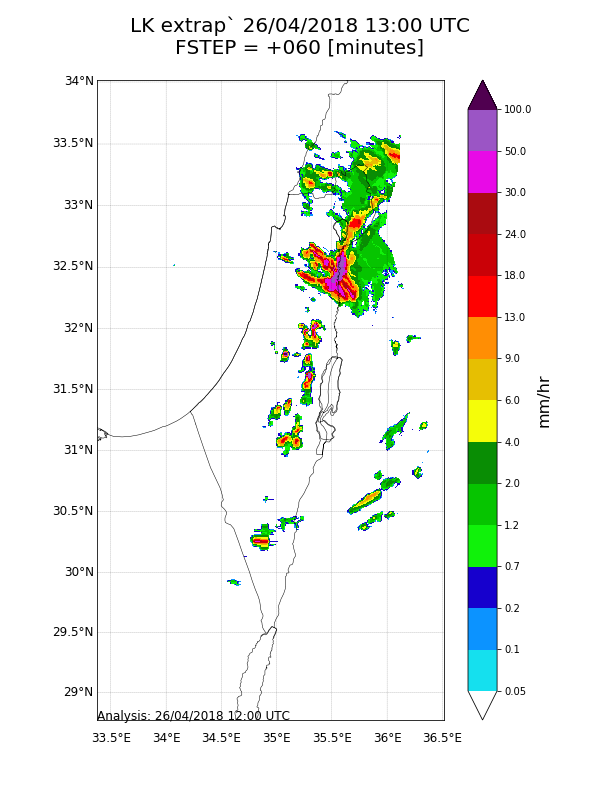 LK extrap` 26/04/2018 13:00 UTC
FSTEP = +060 [minutes]
34°N
33.5°N
33°N
32.5°N
32°N
31.5°N
31°N
30.5°N
30°N
29.5°N
29°N
Analysis: 26/04/2018 12:00 UTC
33.5°E 34°E 34.5°E 35°E 35.5°E 36°E 36.5°E
100.0
50.0
30.0
24.0
18.0
13.0
9.0
6.0
4.0
2.0
1.2
0.7
0.2
0.1
0.05
mm/hr